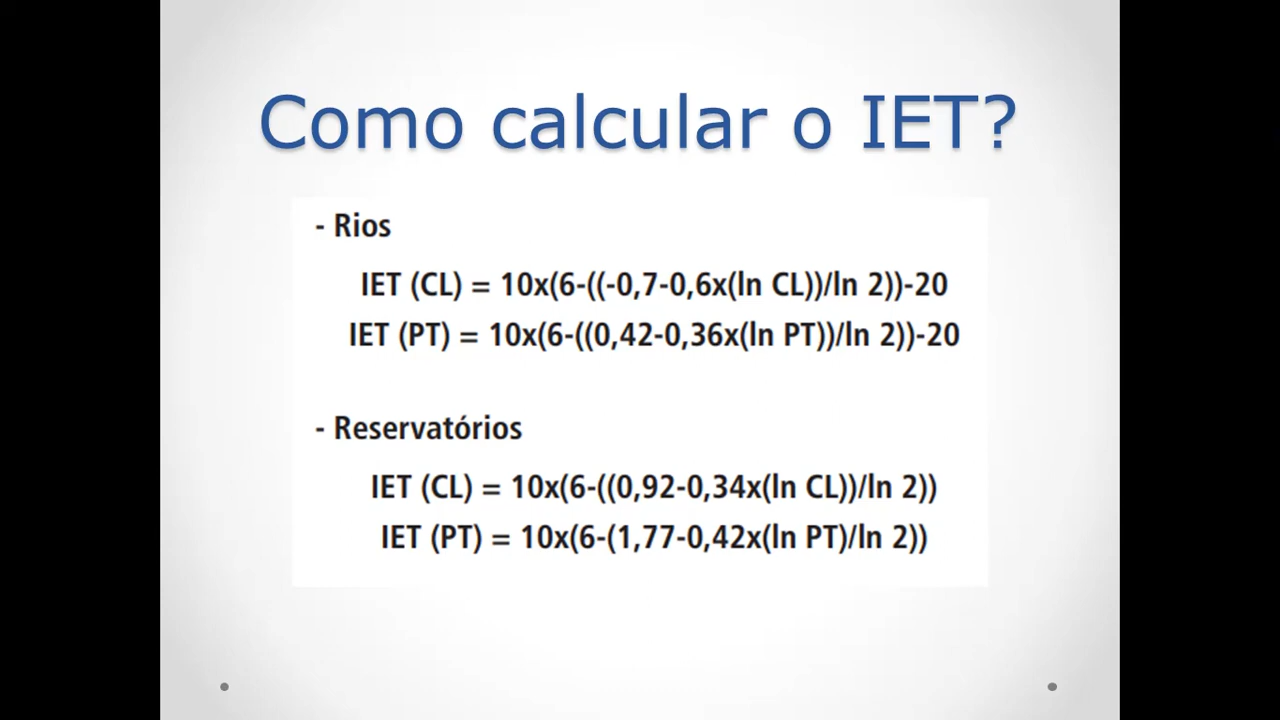 Como calcular o IET?
- Rios
IET (CL) = 10x(6-((-0,7-0,6x(ln CL))/ln 2))-20
IET (PT) = 10x(6-((0,42-0,36x(ln PT))/ln 2))-20
- Reservatórios
IET (CL) = 10x(6-((0,92-0,34x(ln CL))/ln 2))
IET (PT) = 10x(6-(1,77-0,42x(ln PT)/ln 2))